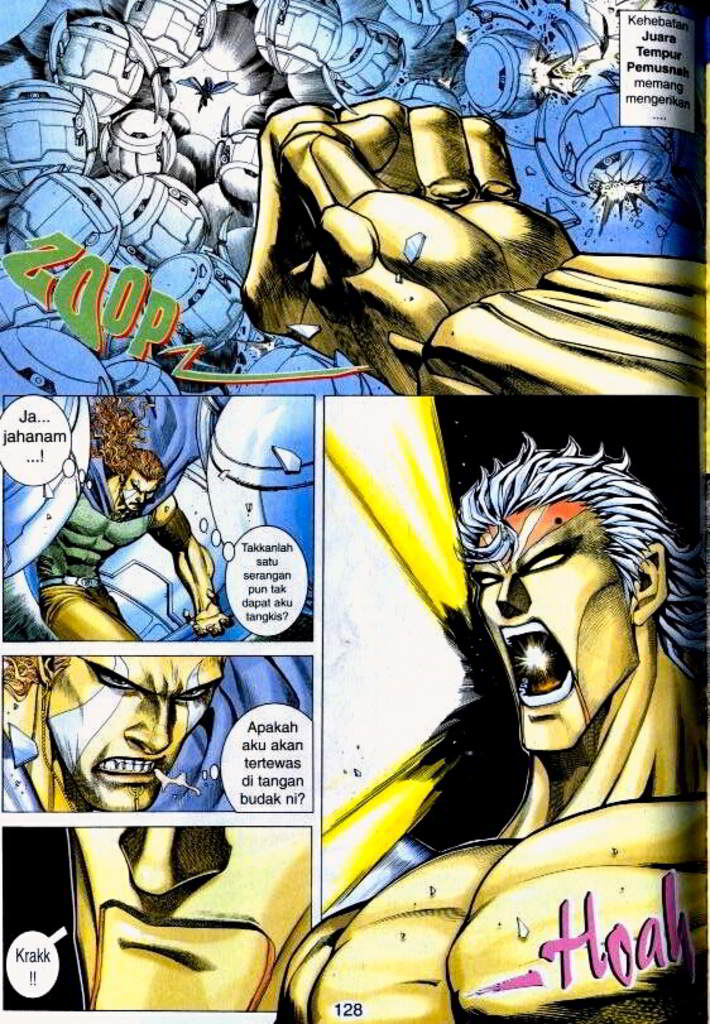 Kehebatan
Juara
Tempur
Pemusnah
memang
mengerikan
....
ZOOP
Ja...
jahanam
...!
Takkanlah
satu
serangan
pun tak
dapat aku
tangkis?
Apakah
aku akan
tertewas
di tangan
budak ni?
Krakk
!!
Hoah
128